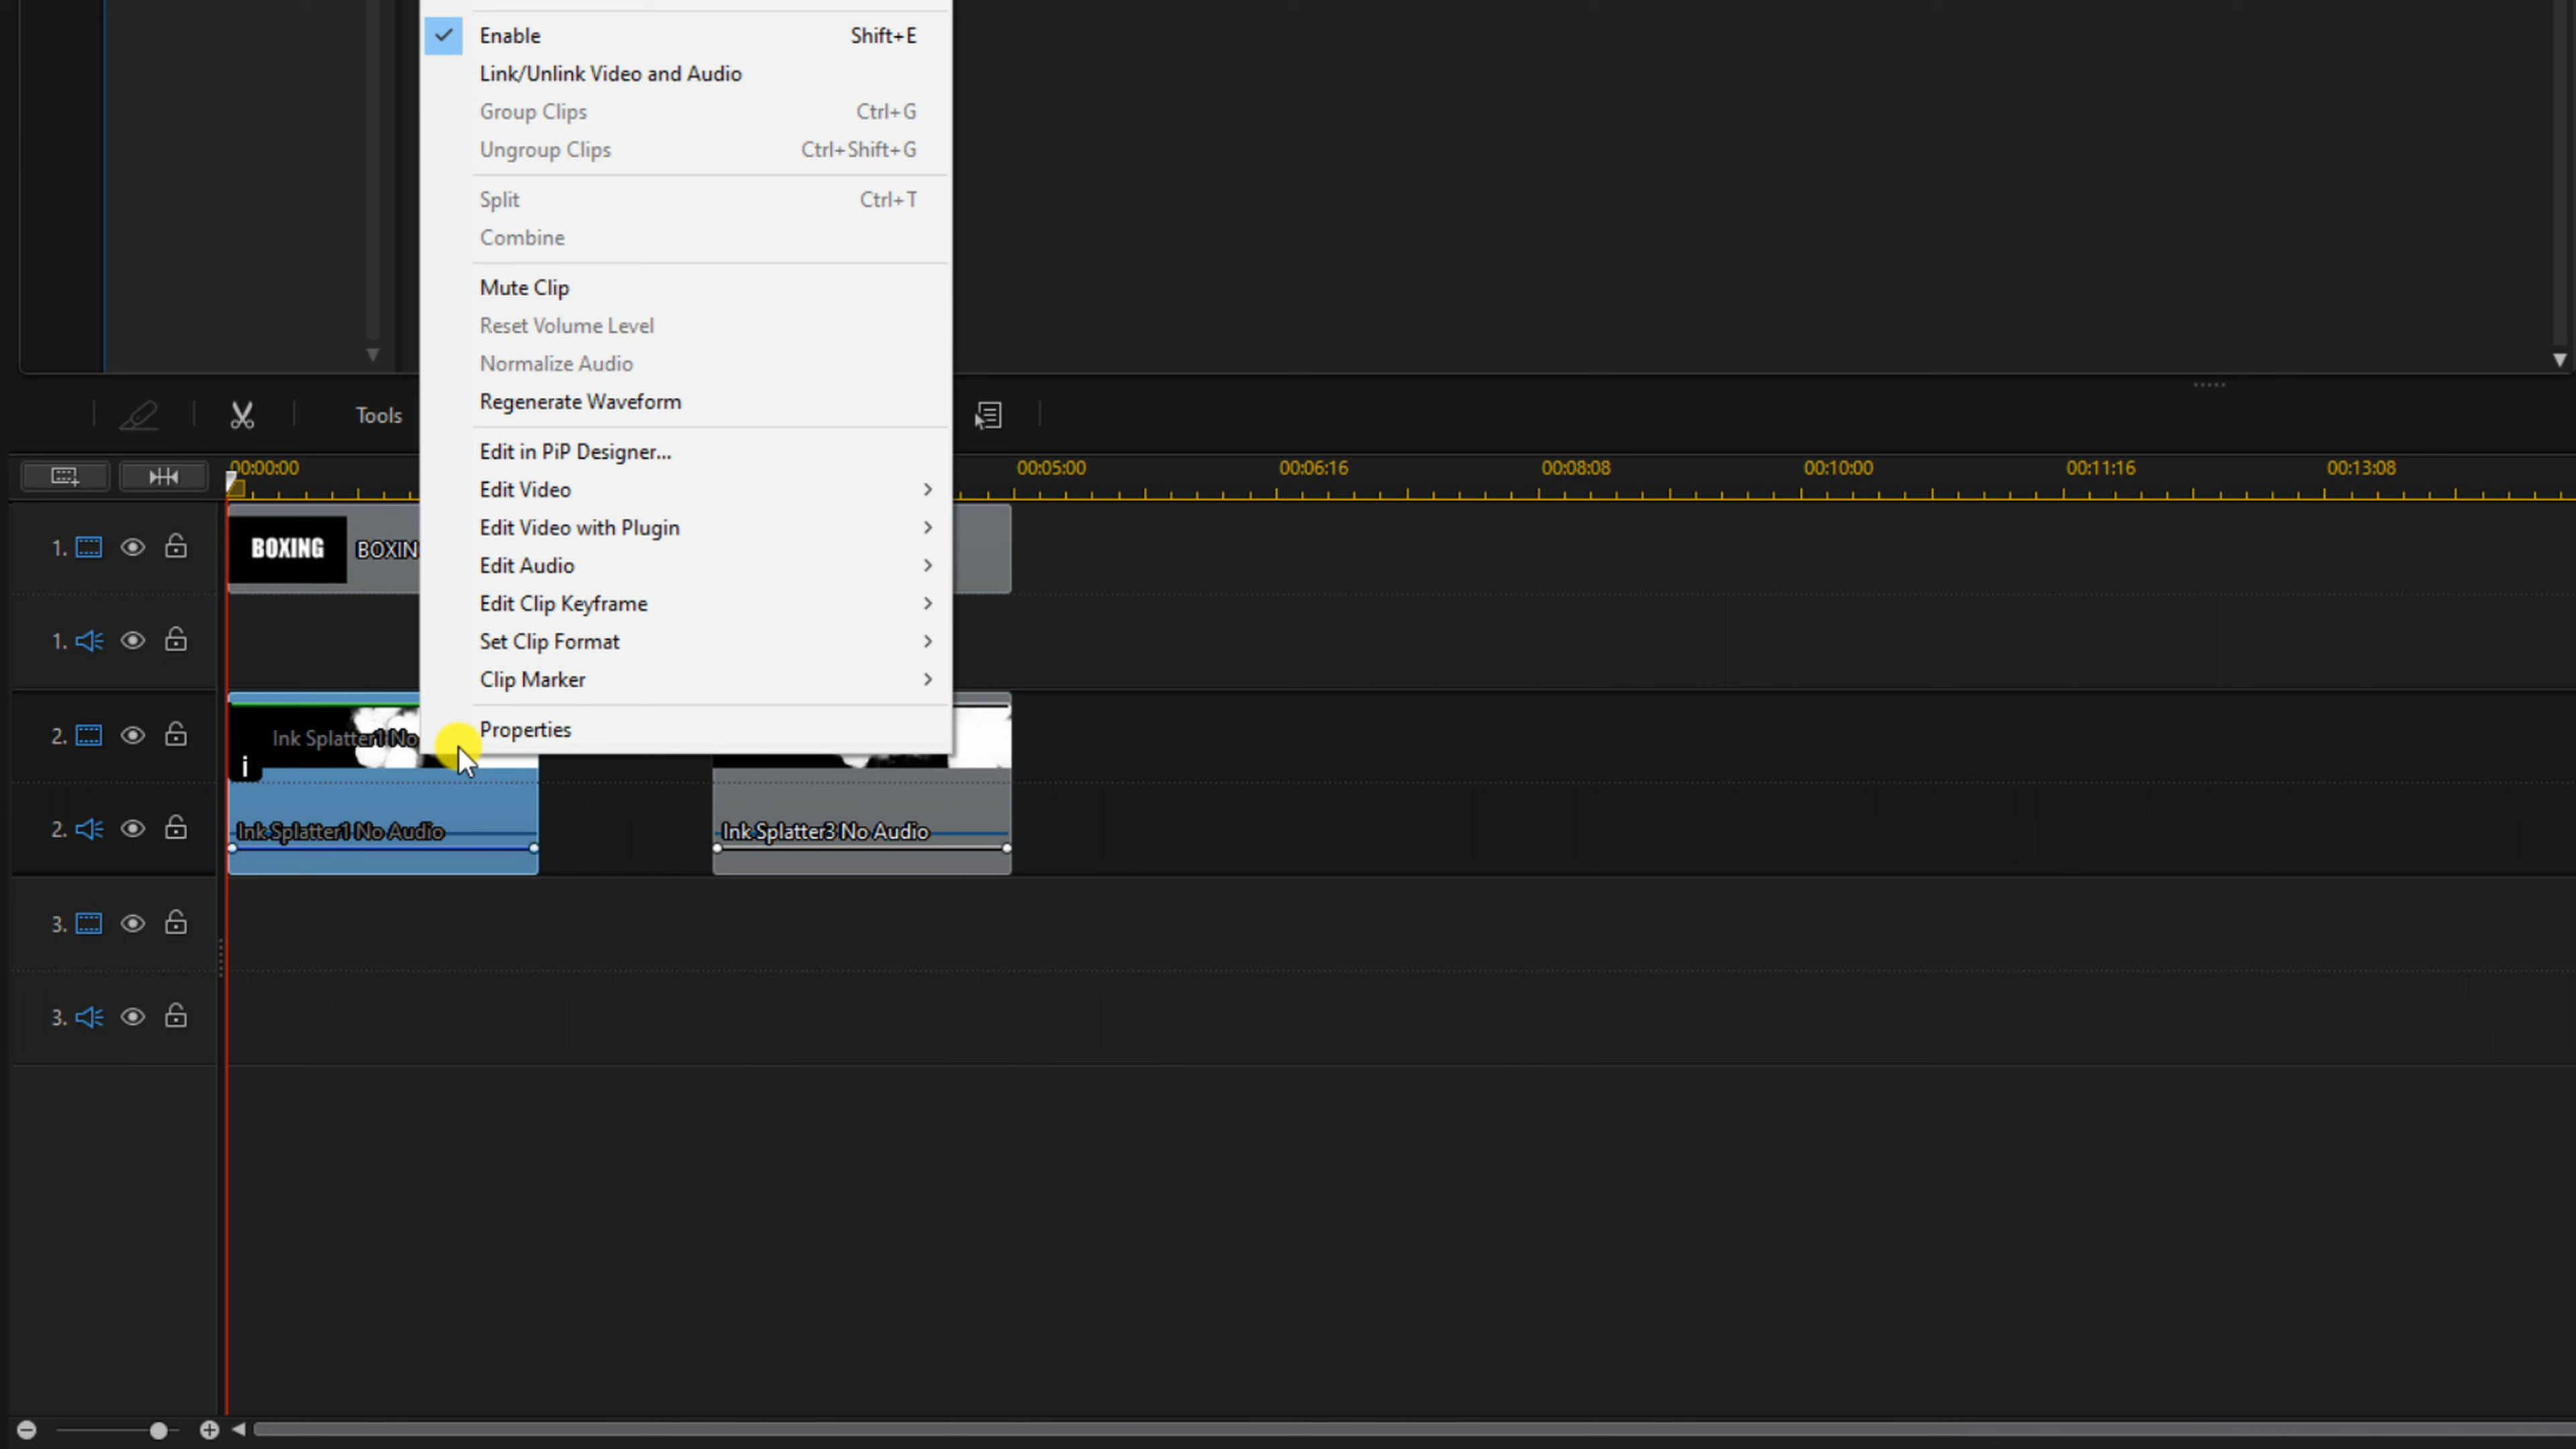 Enable Shift+E
Link/Unlink Video and Audio
Group Clips Ctrl+G
Ungroup Clips Ctrl+Shift+G
Split Ctrl+T
Combine
Mute Clip
Reset Volume Level
Normalize Audio
Regenerate Waveform
Tools
Edit in PiP Designer...
00:00:00 00:05:00 00:06:16 00:08:08 00:10:00 00:11:16 00:13:08
Edit Video
Edit Video with Plugin
1. BOXING BOXIN
Edit Audio
Edit Clip Keyframe
1.
Set Clip Format
Clip Marker
Properties
2. Ink Splatter1 No
i
2. Ink Splatter1 No Audio Ink Splatter3 No Audio
3.
3.